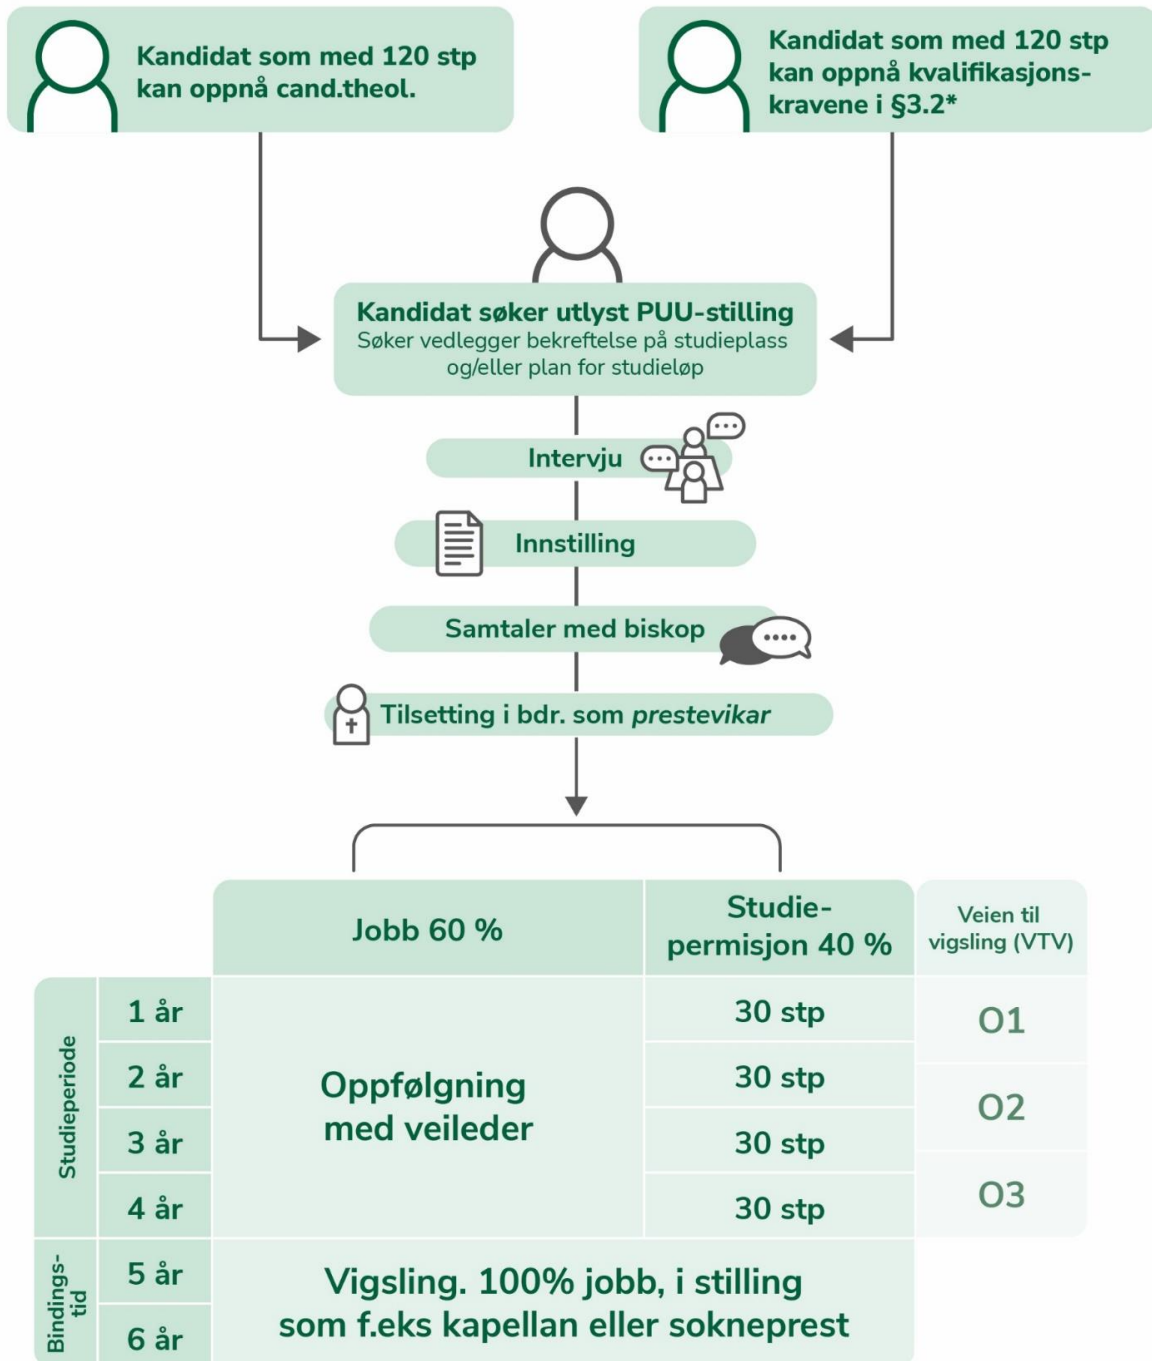 Kandidat som med 120 stp
kan oppnå cand.theol.
Kandidat som med 120 stp
kan oppnå kvalifikasjons-
kravene i §3.2*
Kandidat søker utlyst PUU-stilling
Søker vedlegger bekreftelse på studieplass
og/eller plan for studieløp
Intervju
Innstilling
Samtaler med biskop
Tilsetting i bdr. som prestevikar
Jobb 60 %
Studie-
permisjon 40 %
Veien til
vigsling (VTV)
Studieperiode
1 år
2 år
3 år
4 år
Oppfølgning
med veileder
30 stp
30 stp
30 stp
30 stp
O1
O2
O3
Bindings-
tid
5 år
6 år
Vigsling. 100% jobb, i stilling
som f.eks kapellan eller sokneprest